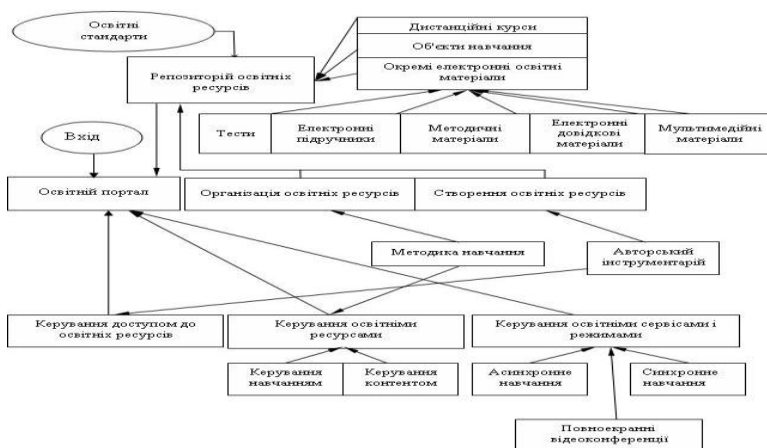 Освітні
стандарти
Дистанційні курси
Об'єкти навчання
Окремі електронні освітні
матеріали
Репозиторій освітніх
ресурсів
Тести
Електронні
підручники
Методичні
матеріали
Електронні
довідкові
матеріали
Мультимедійні
матеріали
Вхід
Освітній портал
Організація освітніх ресурсів
Створення освітніх ресурсів
Методика навчання
Авторський
інструментарій
Керування доступом до
освітніх ресурсів
Керування освітніми
ресурсами
Керування освітніми сервісами і
режимами
Керування
навчанням
Керування
контентом
Асинхронне
навчання
Синхронне
навчання
Повноекранні
відеоконференції